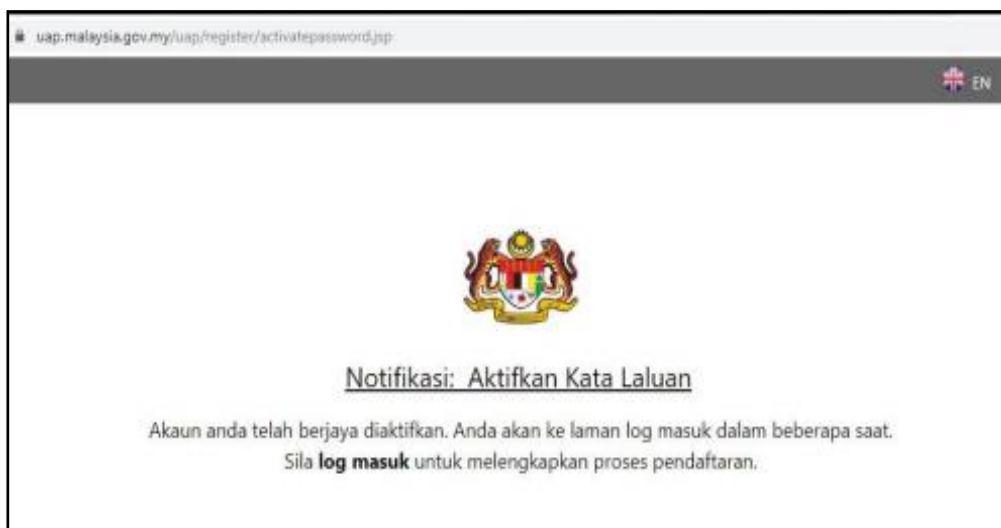 uap.malaysia.gov.my/uap/register/activatepassword.jsp
EN
Notifikasi: Aktifkan Kata Laluan
Akaun anda telah berjaya diaktifkan. Anda akan ke laman log masuk dalam beberapa saat.
Sila log masuk untuk melengkapkan proses pendaftaran.